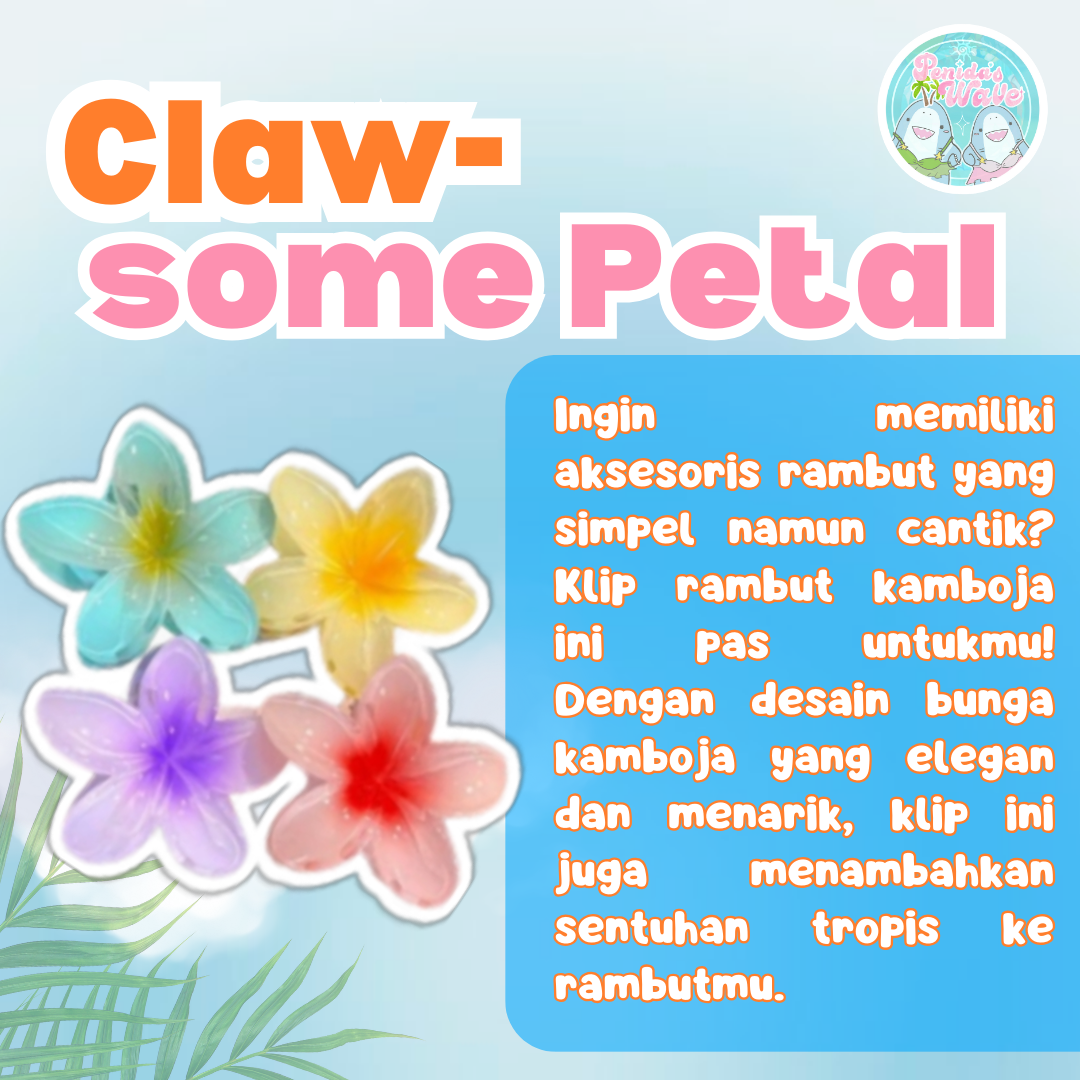 Penida's
Wave
Claw-
some Petal
Ingin memiliki
aksesoris rambut yang
simpel namun cantik?
Klip rambut kamboja
ini pas untukmu!
Dengan desain bunga
kamboja yang elegan
dan menarik, klip ini
juga menambahkan
sentuhan tropis ke
rambutmu.